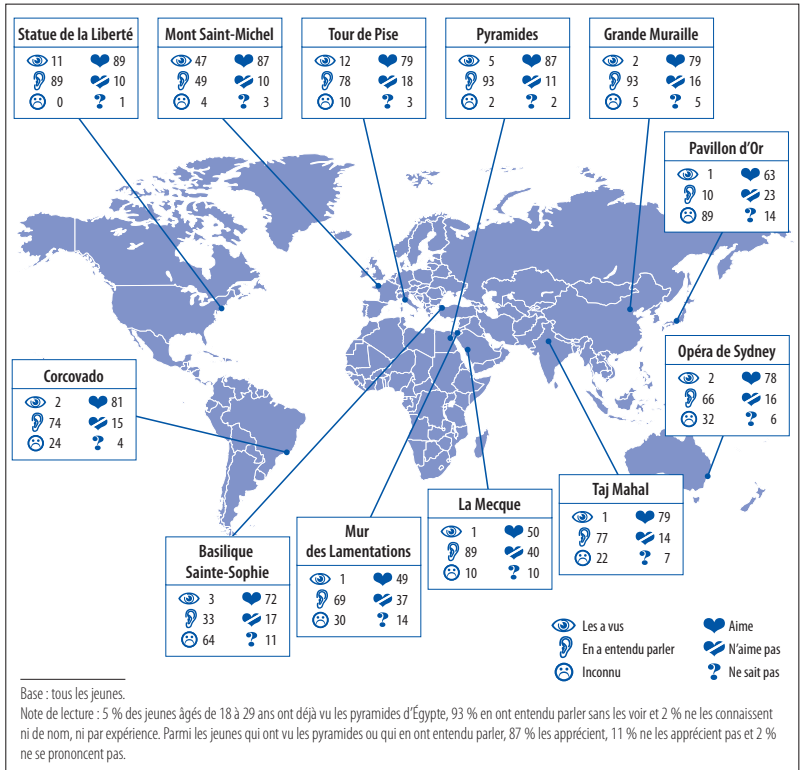 Statue de la Liberté
11 89
89 10
0 1
Mont Saint-Michel
47 87
49 10
4 3
Tour de Pise
12 79
78 18
10 3
Pyramides
5 87
93 11
2 2
Grande Muraille
2 79
93 16
5 5
Pavillon d'Or
1 63
10 23
89 14
Corcovado
2 81
74 15
24 4
Opéra de Sydney
2 78
66 16
32 6
Basilique
Sainte-Sophie
3 72
33 17
64 11
Mur
des Lamentations
1 49
69 37
30 14
La Mecque
1 50
89 40
10 10
Taj Mahal
1 79
77 14
22 7
Les a vus
Aime
En a entendu parler
N'aime pas
Inconnu
Ne sait pas
Base : tous les jeunes.
Note de lecture : 5 % des jeunes âgés de 18 à 29 ans ont déjà vu les pyramides d'Égypte, 93 % en ont entendu parler sans les voir et 2 % ne les connaissent
ni de nom, ni par expérience. Parmi les jeunes qui ont vu les pyramides ou qui en ont entendu parler, 87 % les apprécient, 11 % ne les apprécient pas et 2 %
ne se prononcent pas.